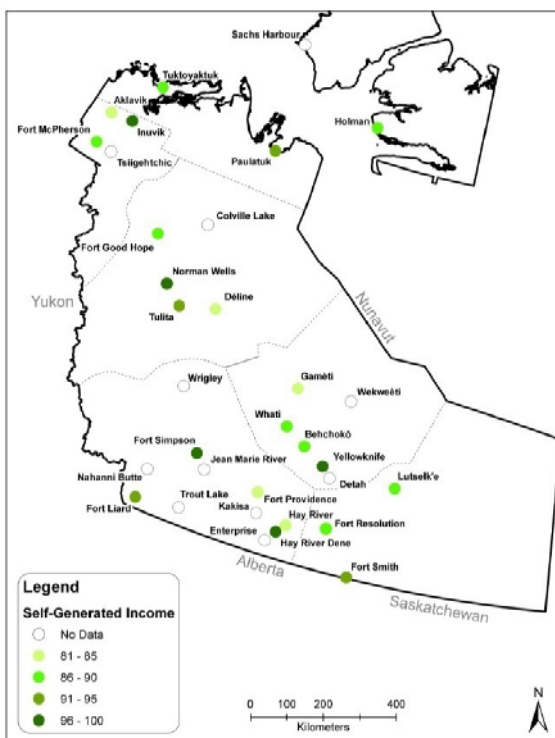 Sachs Harbour
Tuktoyaktuk
Aklavik
Inuvik
Holman
Fort McPherson
Tsiigehtchic
Paulatuk
Colville Lake
Fort Good Hope
Norman Wells
Yukon
Nunavut
Tulita
Déline
Wrigley
Gamèti
Wekweèti
Whati
Behchokó
Fort Simpson
Jean Marie River
Yellowknife
Nahanni Butte
Detah
Lutselk'e
Fort Liard
Trout Lake
Fort Providence
Kakisa
Hay River
Fort Resolution
Enterprise
Hay River Dene
Alberta
Fort Smith
Saskatchewan
Legend
Self-Generated Income
No Data
81 - 85
86 - 90
91 - 95
96 - 100
0 100 200 400
Kilometers
N